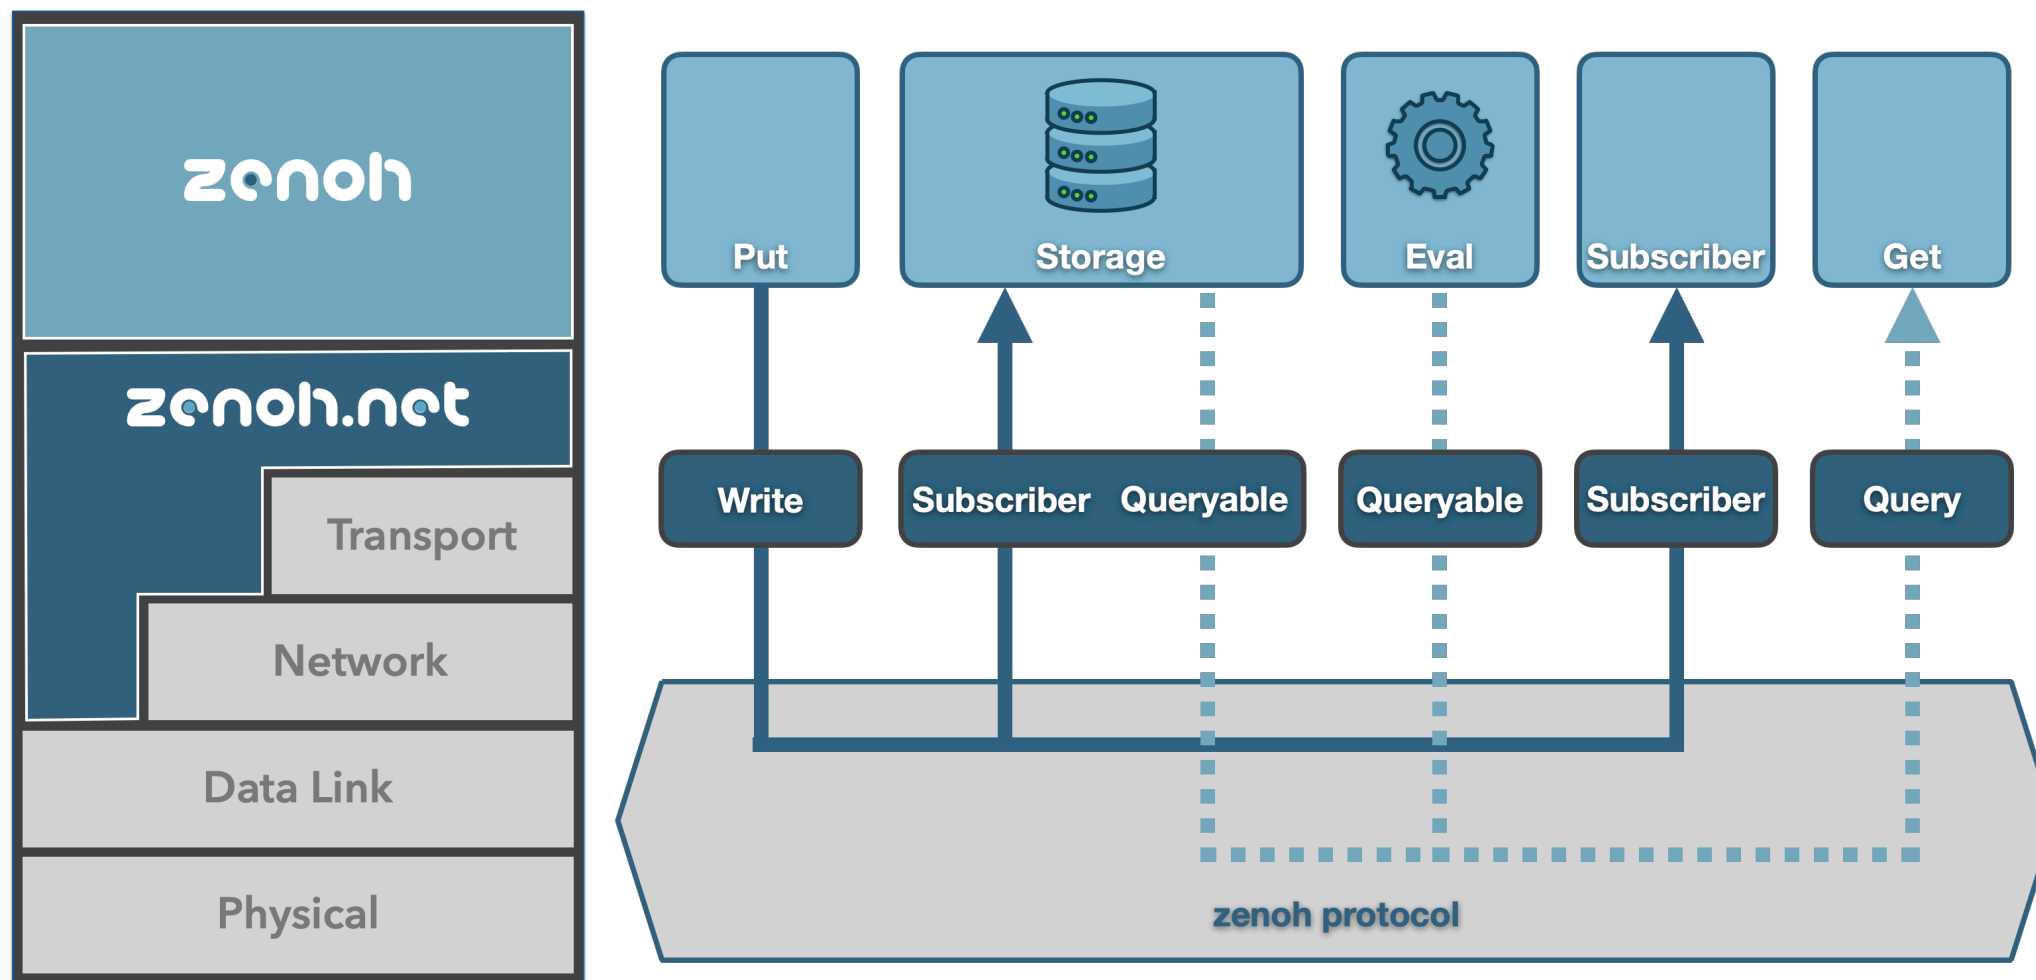 zenoh
zenoh.net
Transport
Network
Data Link
Physical
Put
Storage
Eval
Subscriber
Get
Write
Subscriber
Queryable
Queryable
Subscriber
Query
zenoh protocol